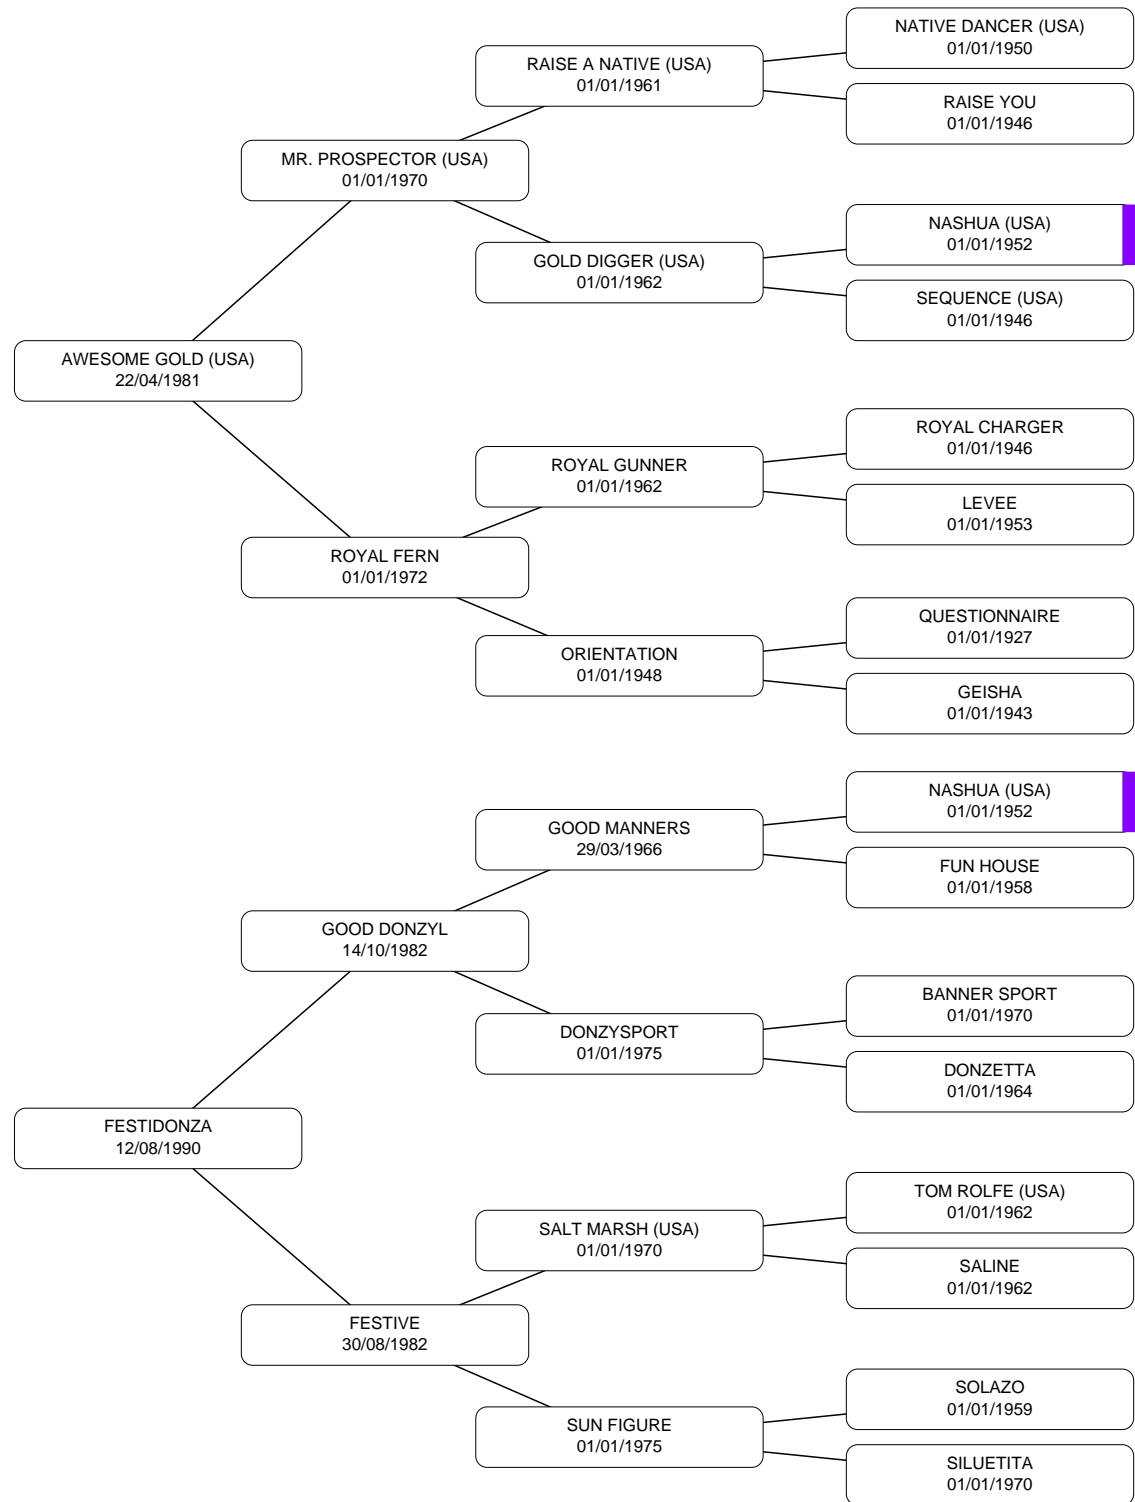 NATIVE DANCER (USA)
01/01/1950
RAISE A NATIVE (USA)
01/01/1961
RAISE YOU
01/01/1946
MR. PROSPECTOR (USA)
01/01/1970
NASHUA (USA)
01/01/1952
GOLD DIGGER (USA)
01/01/1962
SEQUENCE (USA)
01/01/1946
AWESOME GOLD (USA)
22/04/1981
ROYAL CHARGER
01/01/1946
ROYAL GUNNER
01/01/1962
LEVEE
01/01/1953
ROYAL FERN
01/01/1972
QUESTIONNAIRE
01/01/1927
ORIENTATION
01/01/1948
GEISHA
01/01/1943
NASHUA (USA)
01/01/1952
GOOD MANNERS
29/03/1966
FUN HOUSE
01/01/1958
GOOD DONZYL
14/10/1982
BANNER SPORT
01/01/1970
DONZYSPORT
01/01/1975
DONZETTA
01/01/1964
FESTIDONZA
12/08/1990
TOM ROLFE (USA)
01/01/1962
SALT MARSH (USA)
01/01/1970
SALINE
01/01/1962
FESTIVE
30/08/1982
SOLAZO
01/01/1959
SUN FIGURE
01/01/1975
SILUETITA
01/01/1970